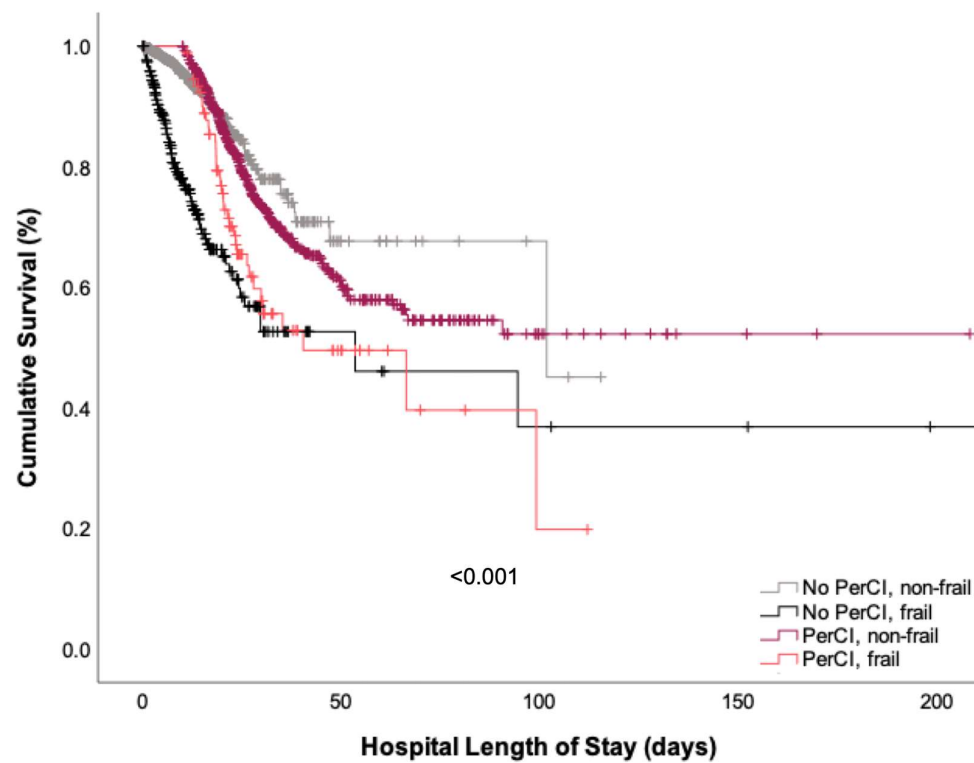 Cumulative Survival (%)
1.0
0.8
0.6
0.4
0.2
0.0
<0.001
No PerCI, non-frail
No PerCI, frail
PerCI, non-frail
PerCI, frail
0 50 100 150 200
Hospital Length of Stay (days)